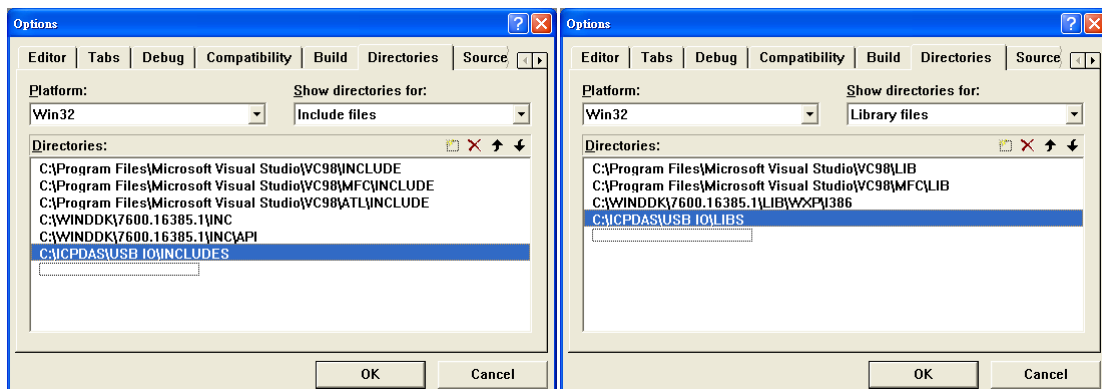 Options
Editor Tabs Debug Compatibility Build Directories Source
Platform: Show directories for:
Win32 Include files
Directories:
C:\Program Files\Microsoft Visual Studio\VC98\INCLUDE
C:\Program Files\Microsoft Visual Studio\VC98\MFC\INCLUDE
C:\Program Files\Microsoft Visual Studio\VC98\ATL\INCLUDE
C:\WINDDK\7600.16385.1\INC
C:\WINDDK\7600.16385.1\INC\API
C:\ICPDAS\USB IO\INCLUDES
OK Cancel
Options
Editor Tabs Debug Compatibility Build Directories Source
Platform: Show directories for:
Win32 Library files
Directories:
C:\Program Files\Microsoft Visual Studio\VC98\LIB
C:\Program Files\Microsoft Visual Studio\VC98\MFC\LIB
C:\WINDDK\7600.16385.1\LIB\WXP\I386
C:\ICPDAS\USB IO\LIBS
OK Cancel